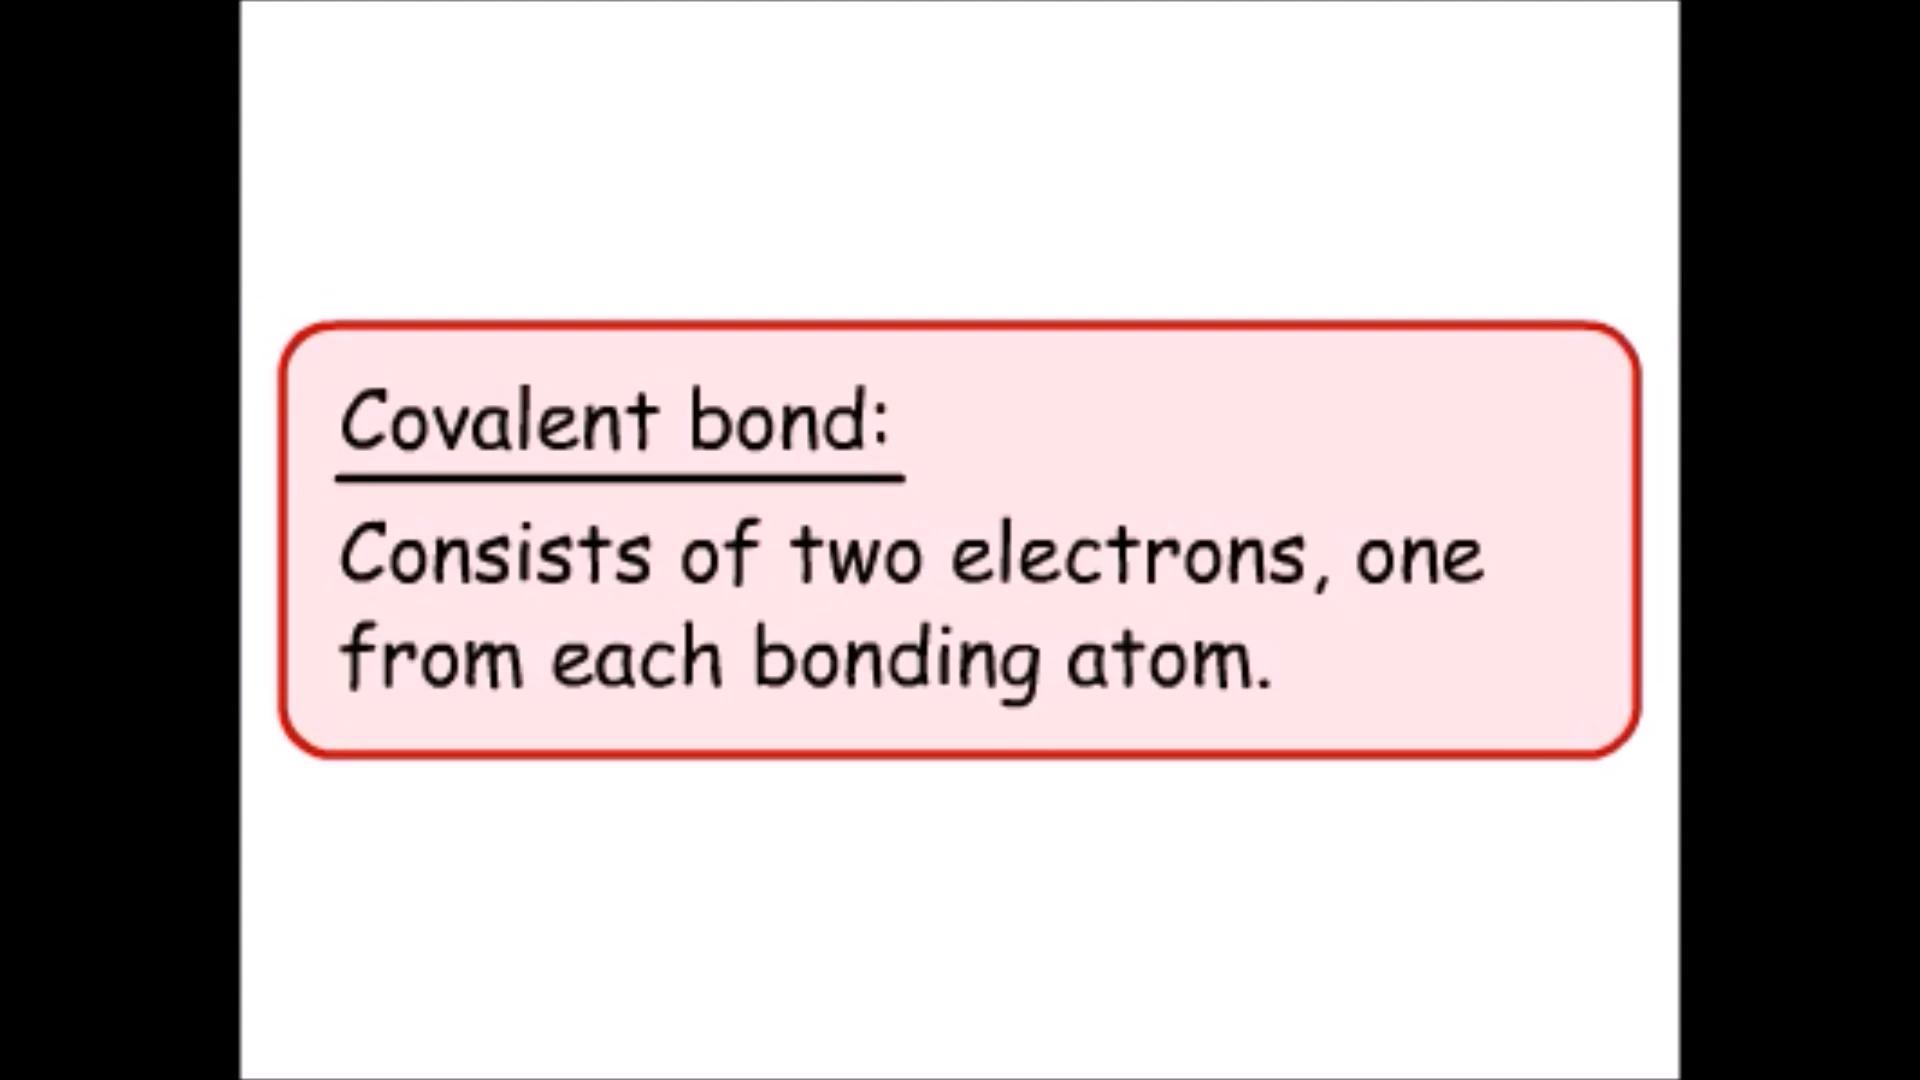 Covalent bond:
Consists of two electrons, one
from each bonding atom.